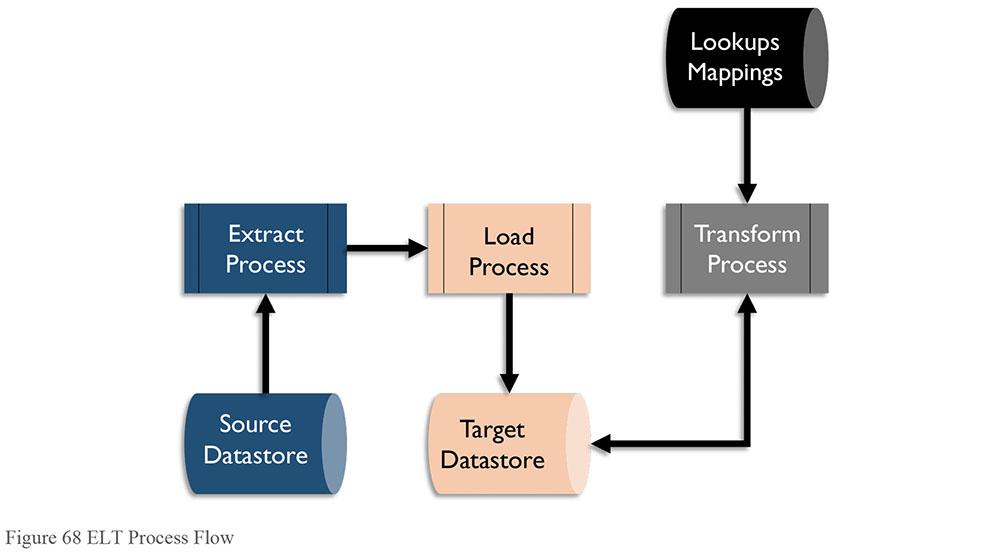 Lookups
Mappings
Extract
Process
Load
Process
Transform
Process
Source
Datastore
Target
Datastore
Figure 68 ELT Process Flow